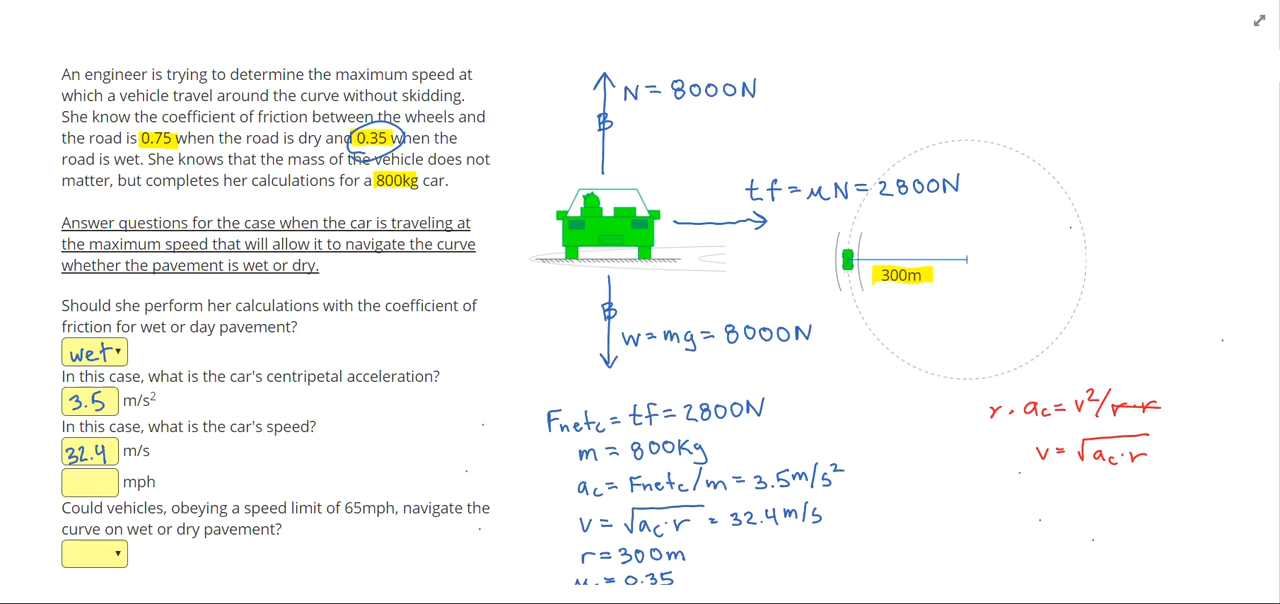 An engineer is trying to determine the maximum speed at
which a vehicle travel around the curve without skidding.
She know the coefficient of friction between the wheels and
the road is 0.75 when the road is dry and 0.35 when the
road is wet. She knows that the mass of the vehicle does not
matter, but completes her calculations for a 800kg car.
Answer questions for the case when the car is traveling at
the maximum speed that will allow it to navigate the curve
whether the pavement is wet or dry.
Should she perform her calculations with the coefficient of
friction for wet or day pavement?
wet
In this case, what is the car's centripetal acceleration?
3.5 m/s²
In this case, what is the car's speed?
32.4 m/s
mph
Could vehicles, obeying a speed limit of 65mph, navigate the
curve on wet or dry pavement?
N = 8000N
B
tf = μN = 2800N
B
w = mg = 8000N
300m
Fnetc = tf = 2800N
m = 800Kg
ac = Fnetc/m = 3.5m/s²
v = √ac·r = 32.4m/s
r = 300m
= 0.35
r · ac = v²/r · r
v = √ac·r